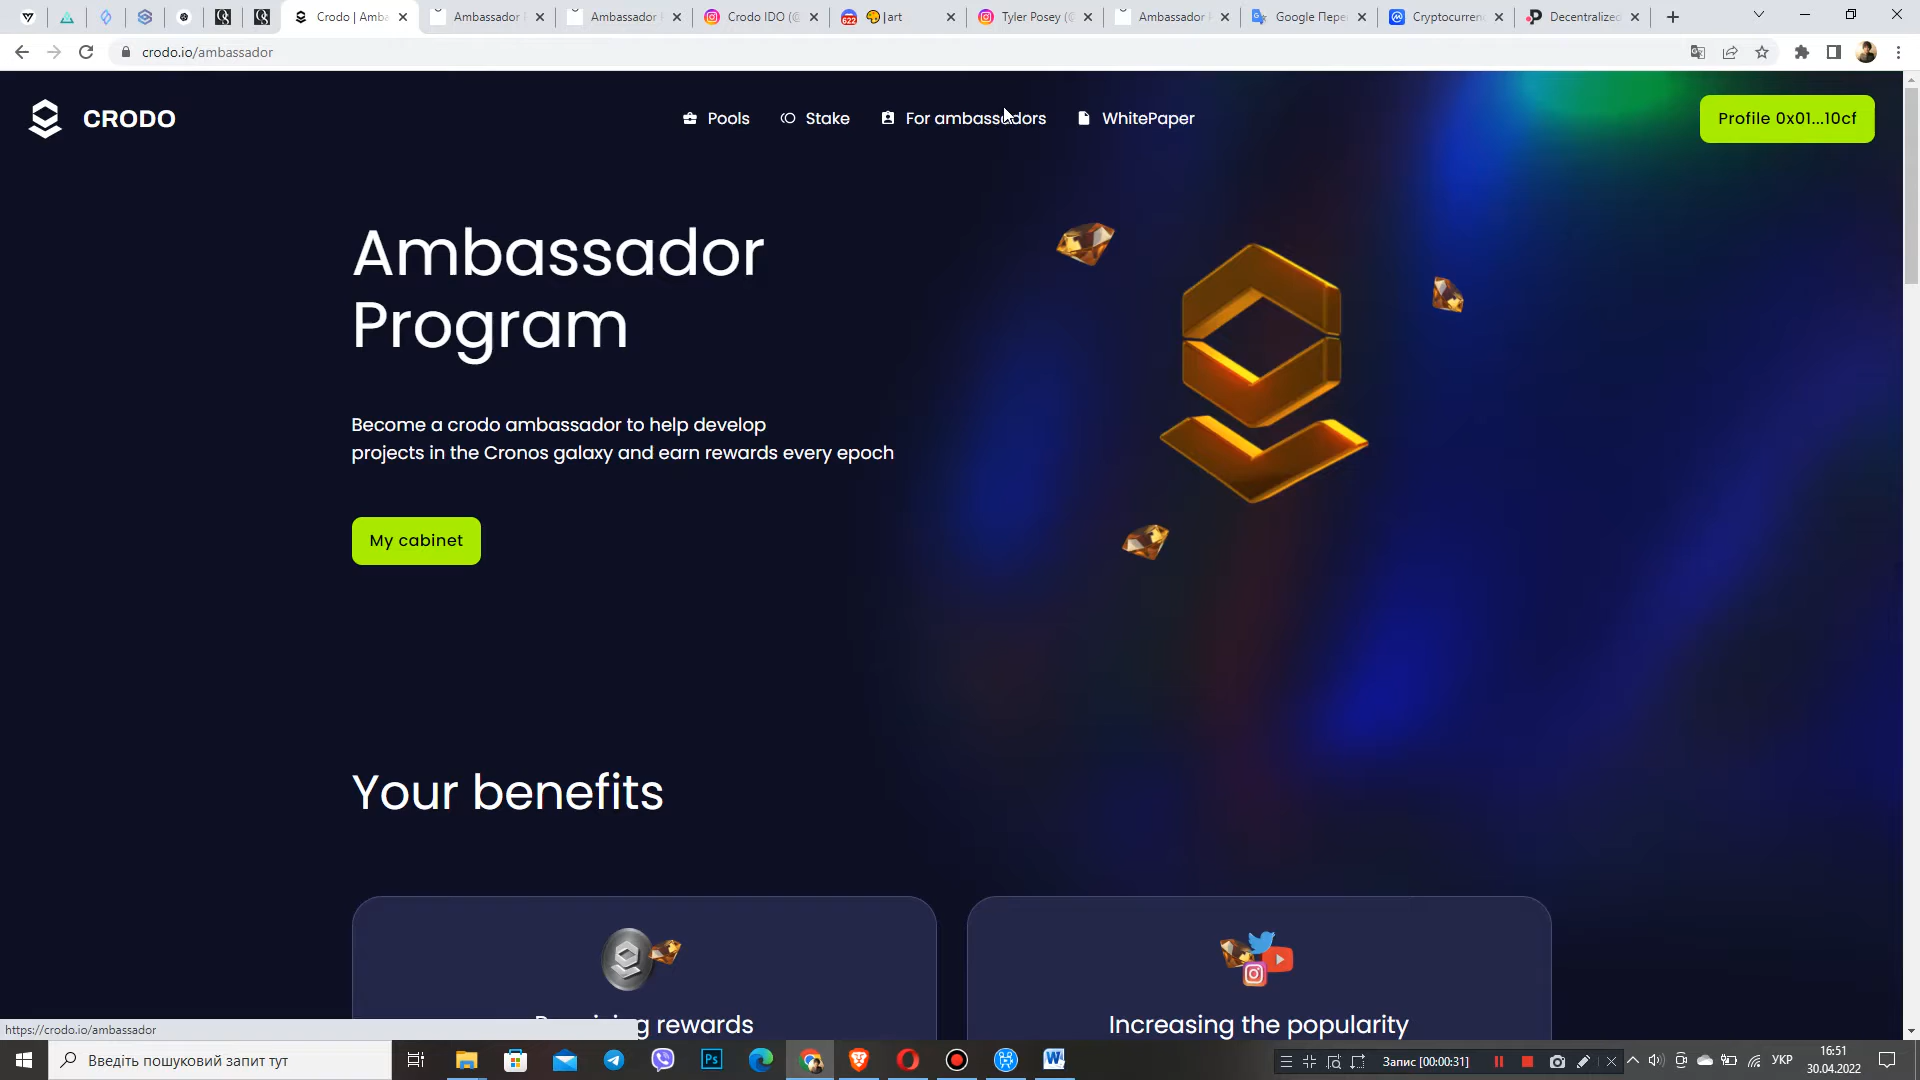 Crodo | Amba
Ambassador
Ambassador
Crodo IDO (@
622
art
Tyler Posey (
Ambassador
Google Пере
Cryptocurren
Decentralized
crodo.io/ambassador
CRODO
Pools
Stake
For ambassadors
WhitePaper
Profile 0x01...10cf
Ambassador
Program
Become a crodo ambassador to help develop
projects in the Cronos galaxy and earn rewards every epoch
My cabinet
Your benefits
rewards
Increasing the popularity
https://crodo.io/ambassador
Введіть пошуковий запит тут
Ps
Запис [00:00:31]
УКР
16:51
30.04.2022